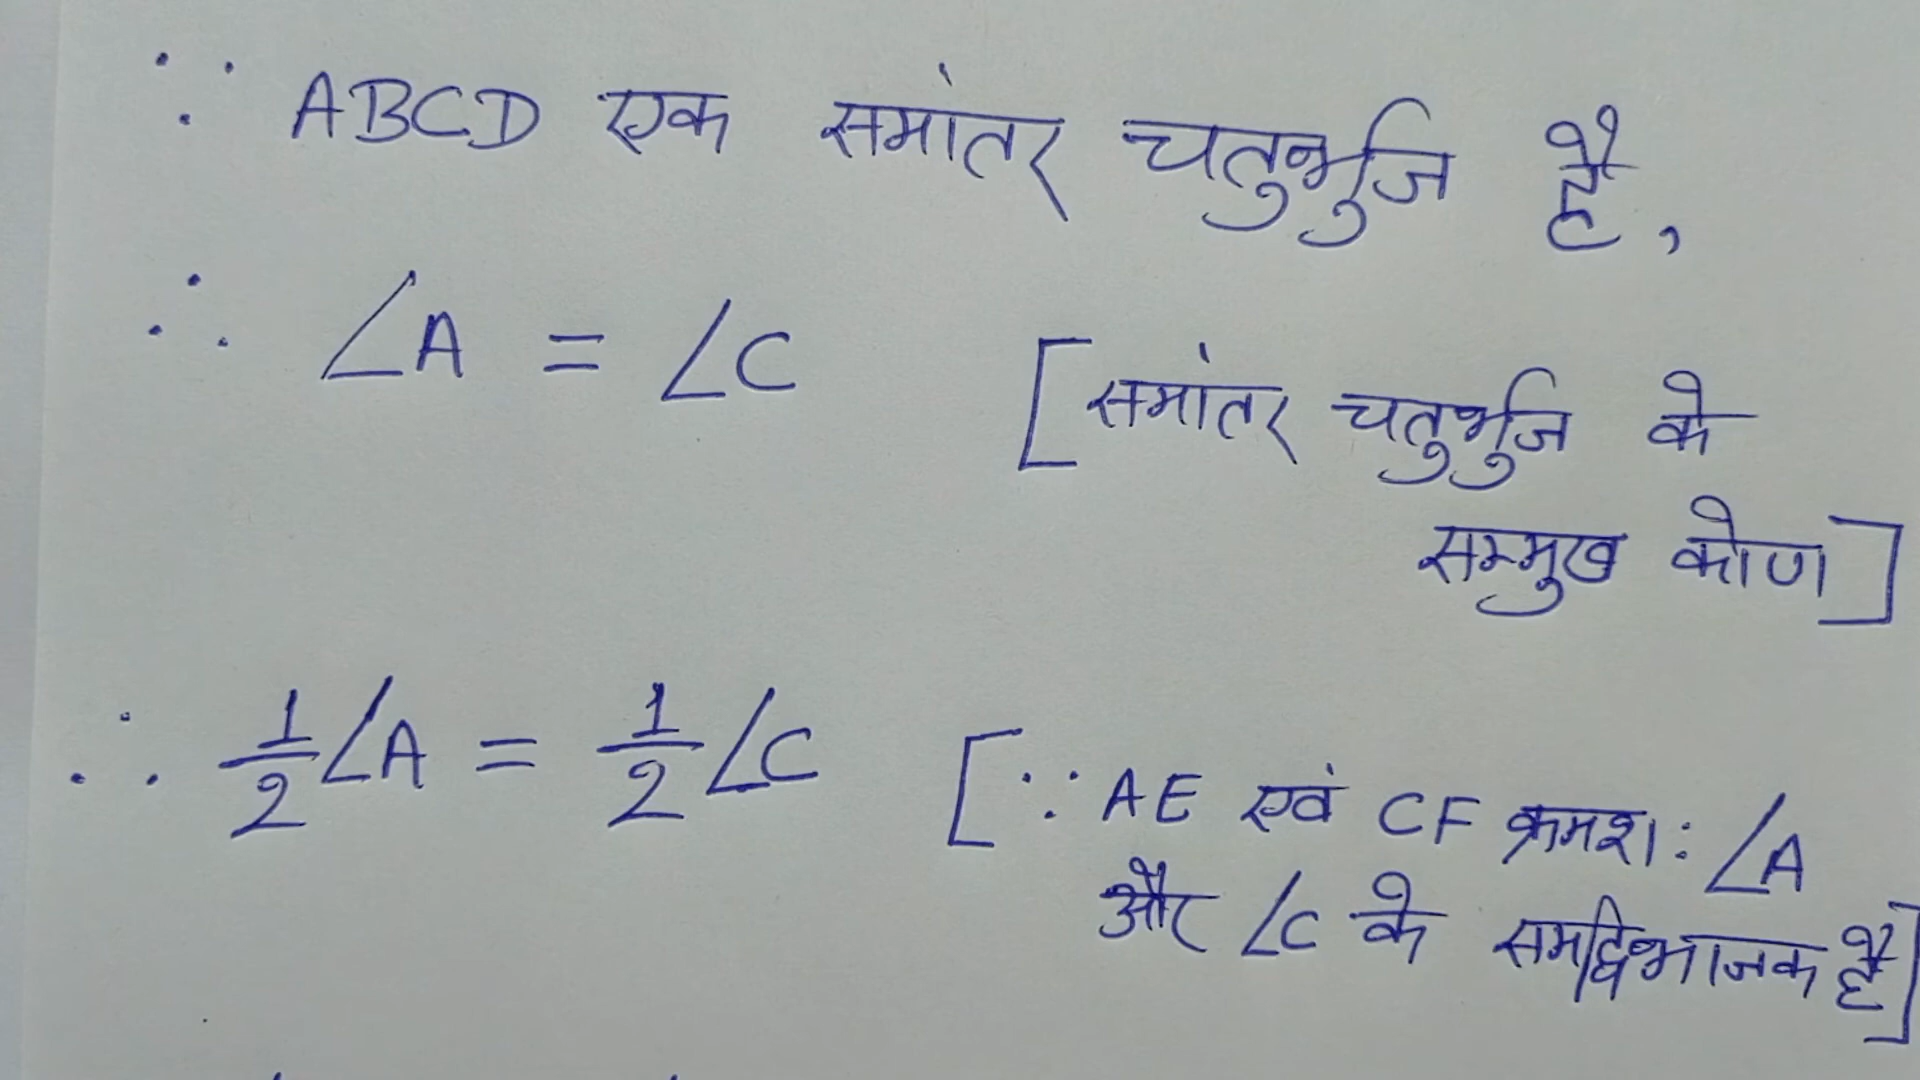 ∵ ABCD एक समांतर चतुर्भुज है,
∴ ∠A = ∠C [समांतर चतुर्भुज के
सम्मुख कोण]
∴ 1/2 ∠A = 1/2 ∠C [∵ AE एवं CF क्रमश: ∠A
और ∠C के समद्विभाजक है]